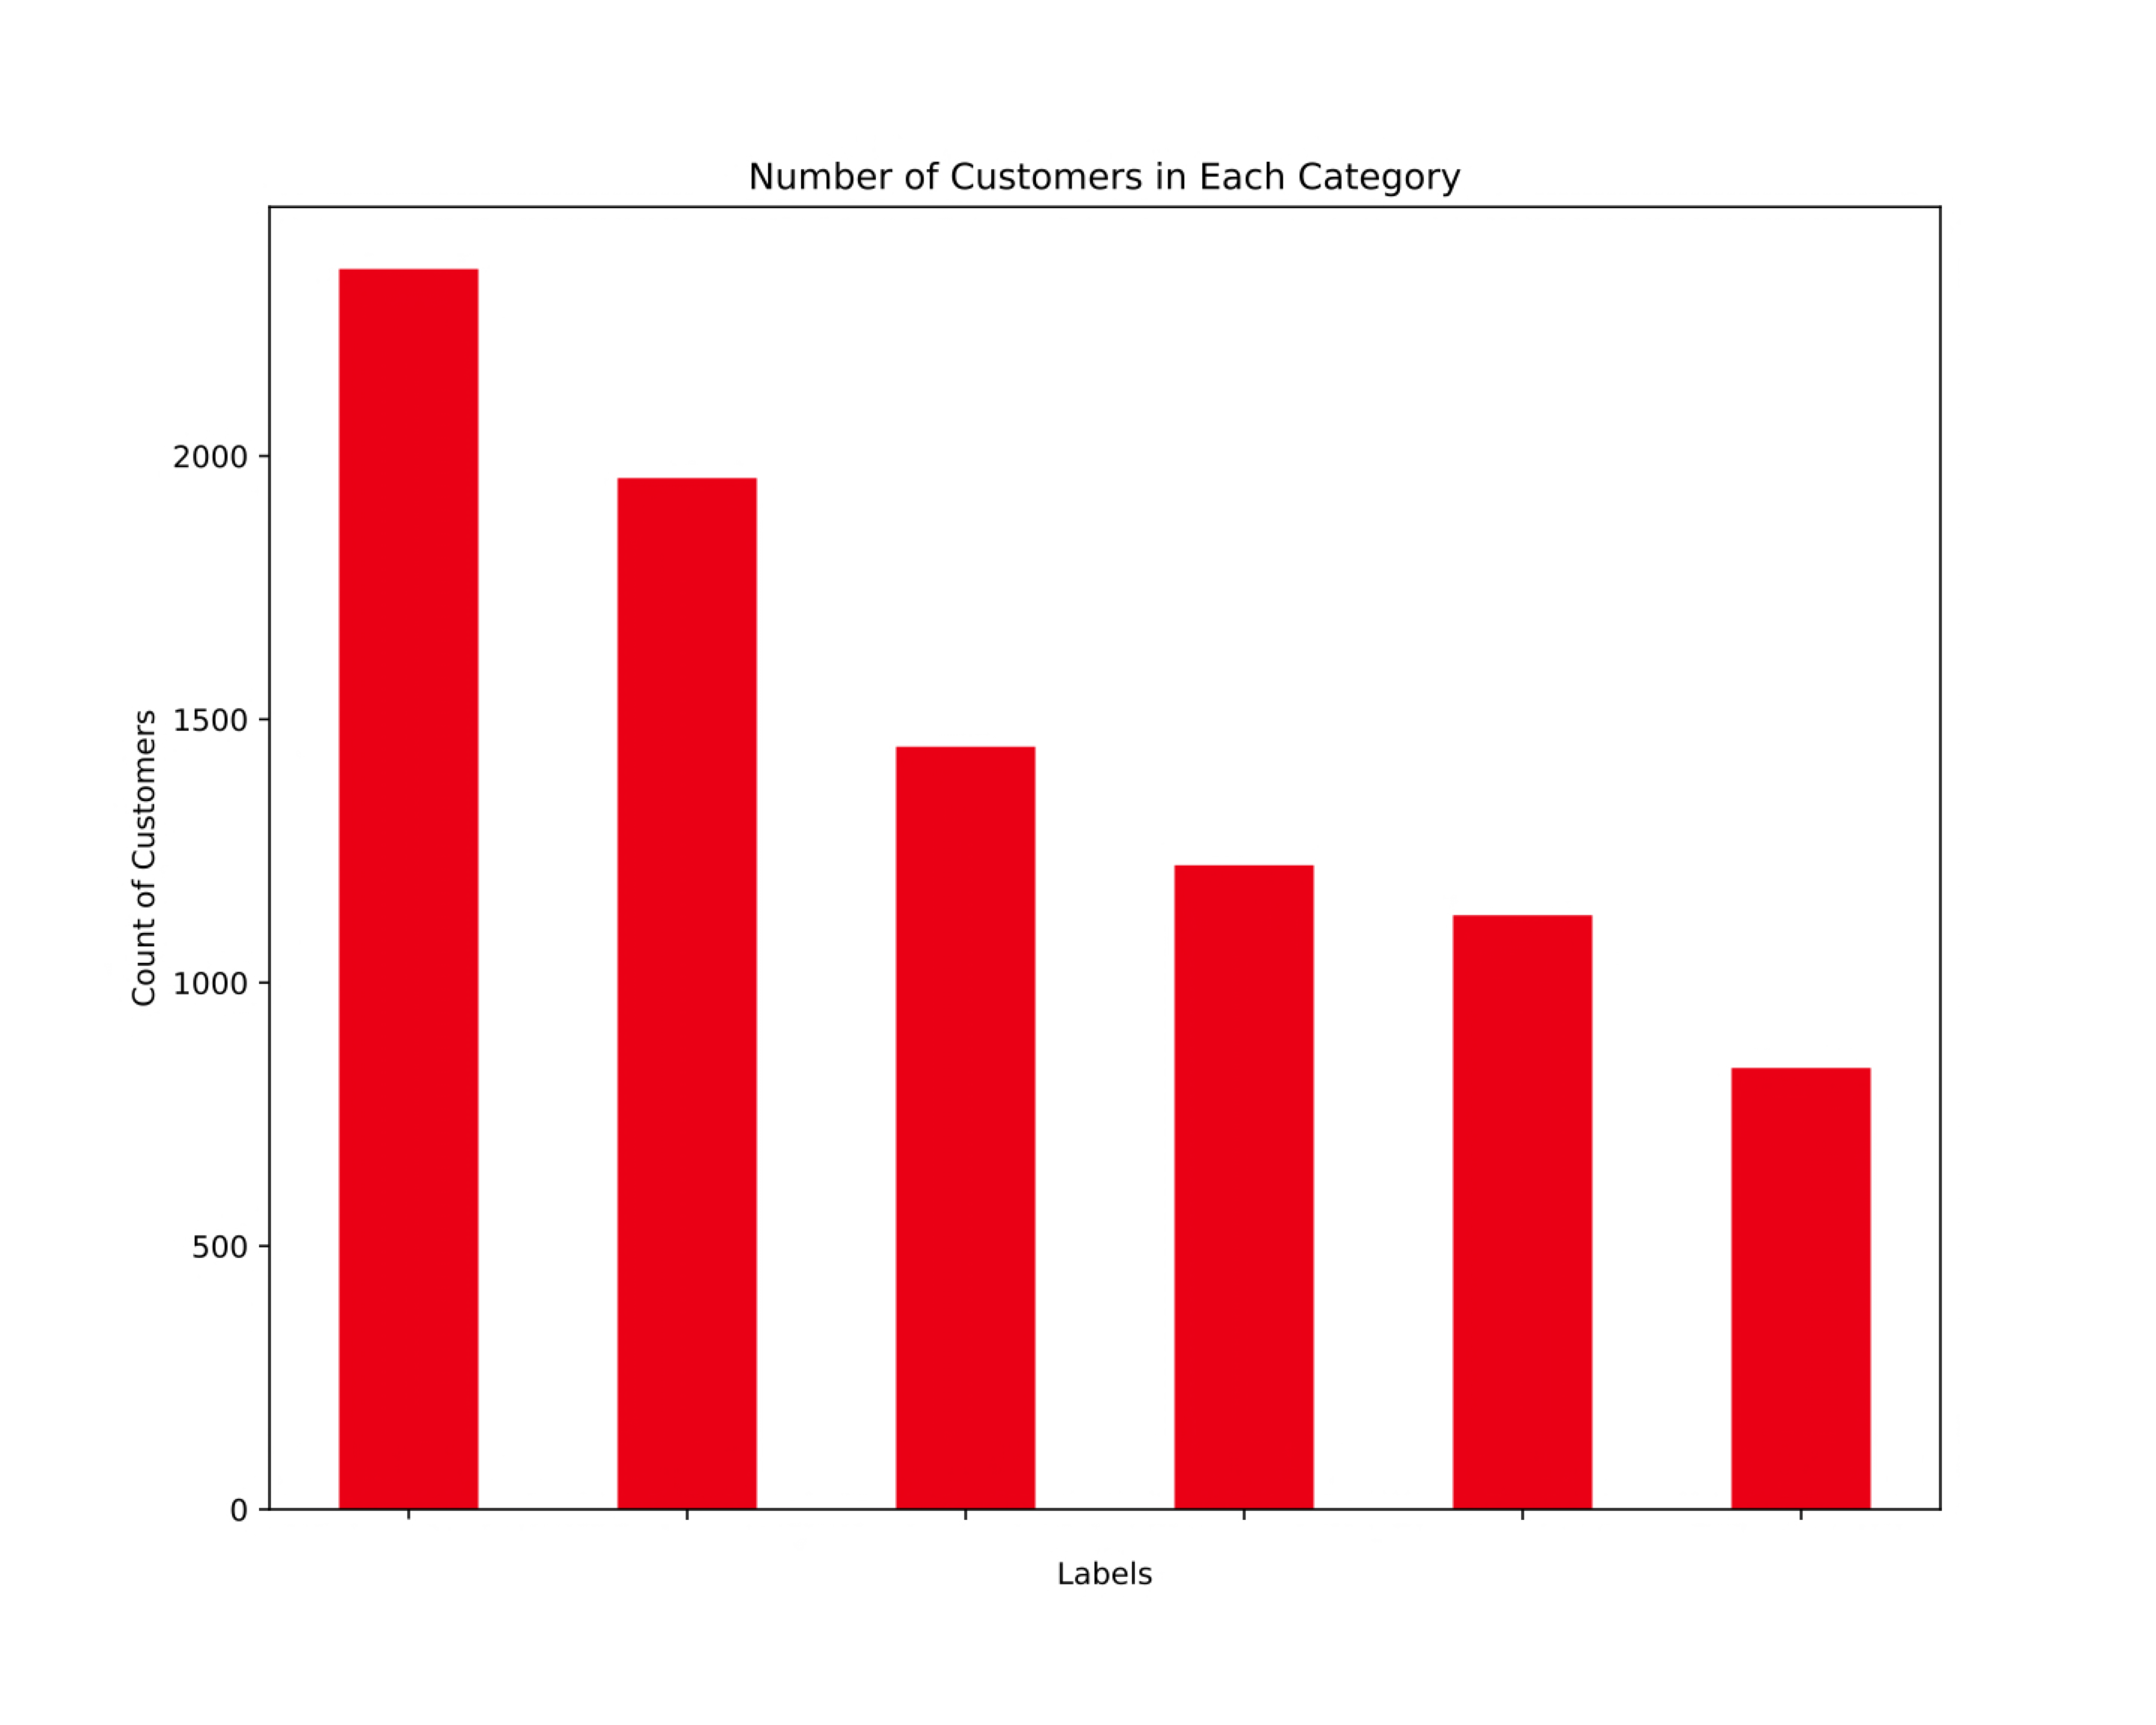 Number of Customers in Each Category
Count of Customers
2000
1500
1000
500
0
Labels